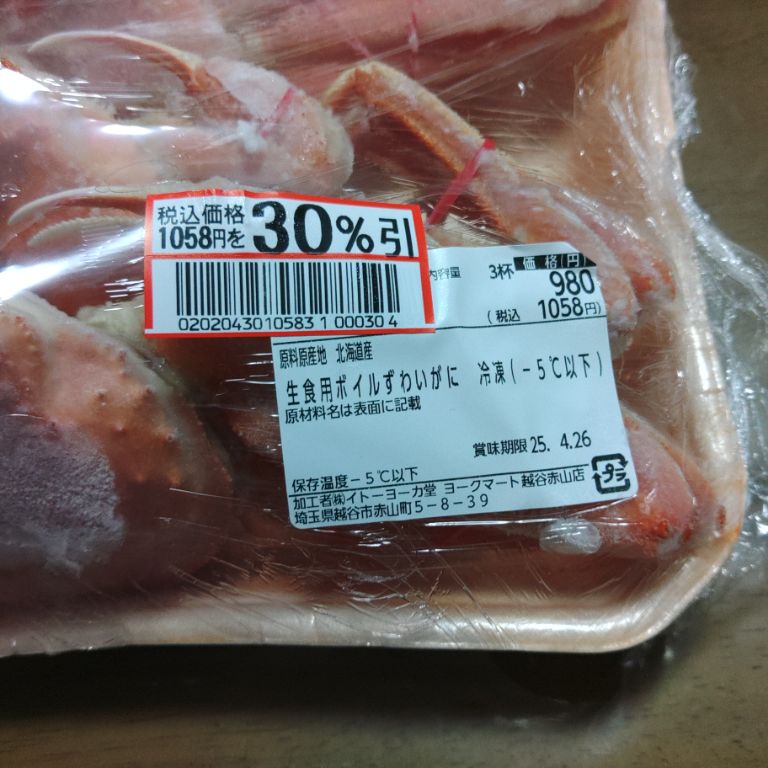 税込価格
1058円を 30%引
02020430105831000304
内容量 3杯 価格(円)
980
(税込 1058円)
原料原産地 北海道産
生食用ボイルずわいがに 冷凍(-5℃以下)
原材料名は表面に記載
賞味期限 25. 4.26
保存温度-5℃以下
加工者㈱イトーヨーカ堂 ヨークマート越谷赤山店
埼玉県越谷市赤山町5-8-39
プラ